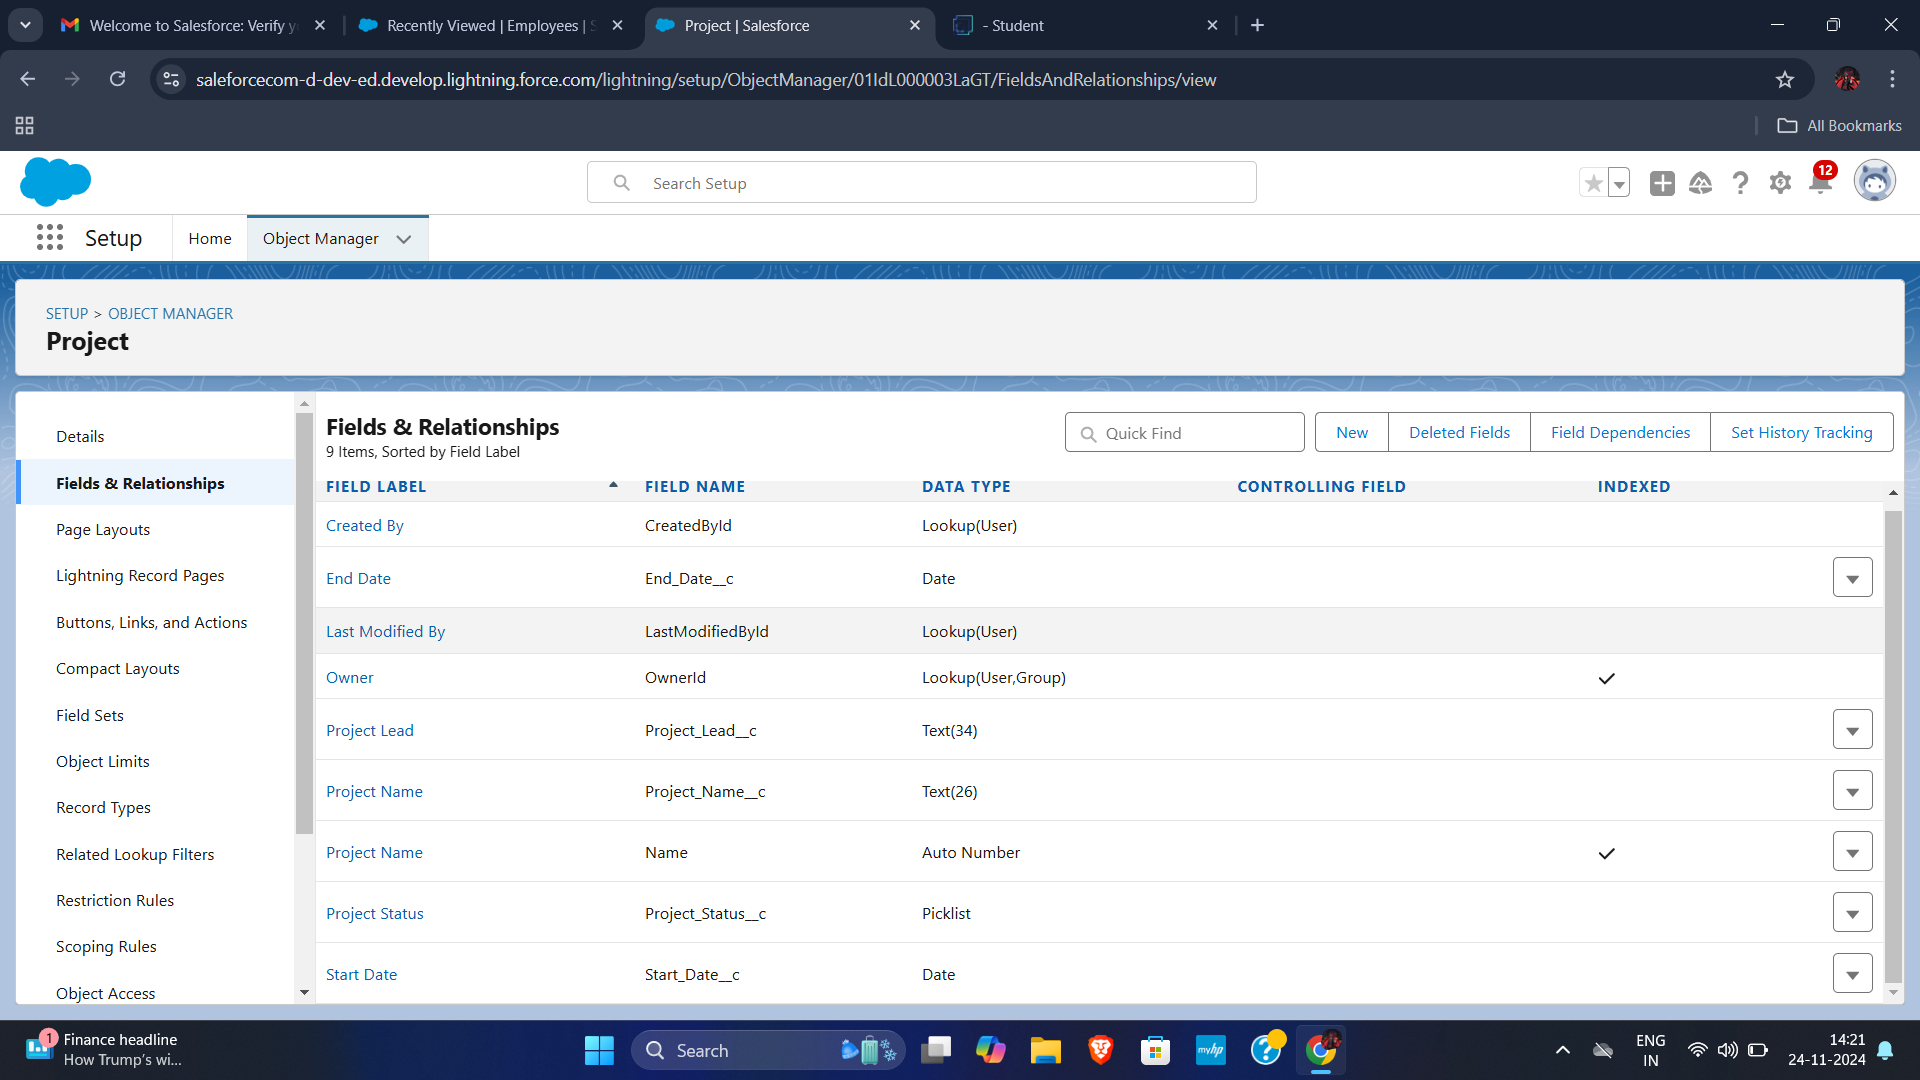 Welcome to Salesforce: Verify y
Recently Viewed | Employees | S
Project | Salesforce
- Student
saleforcecom-d-dev-ed.develop.lightning.force.com/lightning/setup/ObjectManager/01IdL000003LaGT/FieldsAndRelationships/view
All Bookmarks
Search Setup
12
Setup
Home
Object Manager
SETUP > OBJECT MANAGER
Project
Details
Fields & Relationships
Page Layouts
Lightning Record Pages
Buttons, Links, and Actions
Compact Layouts
Field Sets
Object Limits
Record Types
Related Lookup Filters
Restriction Rules
Scoping Rules
Object Access
Fields & Relationships
9 Items, Sorted by Field Label
Quick Find
New
Deleted Fields
Field Dependencies
Set History Tracking
FIELD LABEL FIELD NAME DATA TYPE CONTROLLING FIELD INDEXED
Created By CreatedById Lookup(User)
End Date End_Date__c Date
Last Modified By LastModifiedById Lookup(User)
Owner OwnerId Lookup(User,Group)
Project Lead Project_Lead__c Text(34)
Project Name Project_Name__c Text(26)
Project Name Name Auto Number
Project Status Project_Status__c Picklist
Start Date Start_Date__c Date
1
Finance headline
How Trump's wi...
Search
myhp
ENG
IN
14:21
24-11-2024